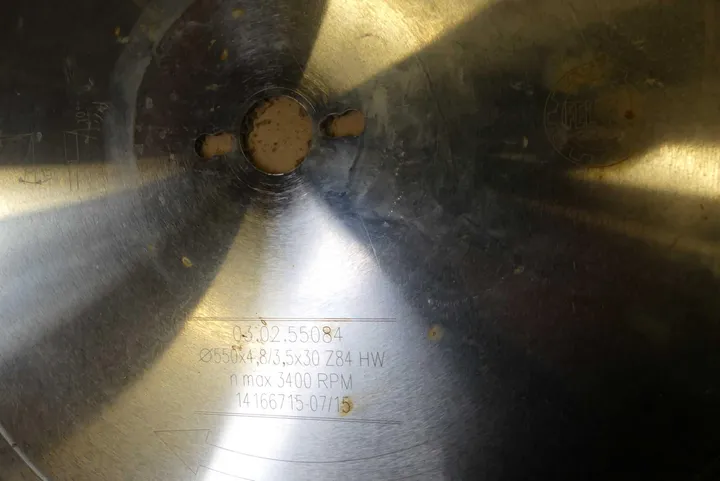 03.02.55084
Ø550x4,8/3,5x30 Z84 HW
n max 3400 RPM
14166715-07/15